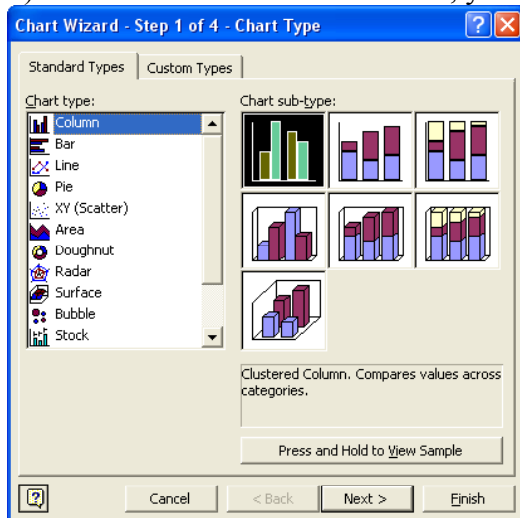 Chart Wizard - Step 1 of 4 - Chart Type
Standard Types
Custom Types
Chart type:
Column
Bar
Line
Pie
XY (Scatter)
Area
Doughnut
Radar
Surface
Bubble
Stock
Chart sub-type:
Clustered Column. Compares values across
categories.
Press and Hold to View Sample
Cancel
< Back
Next >
Finish